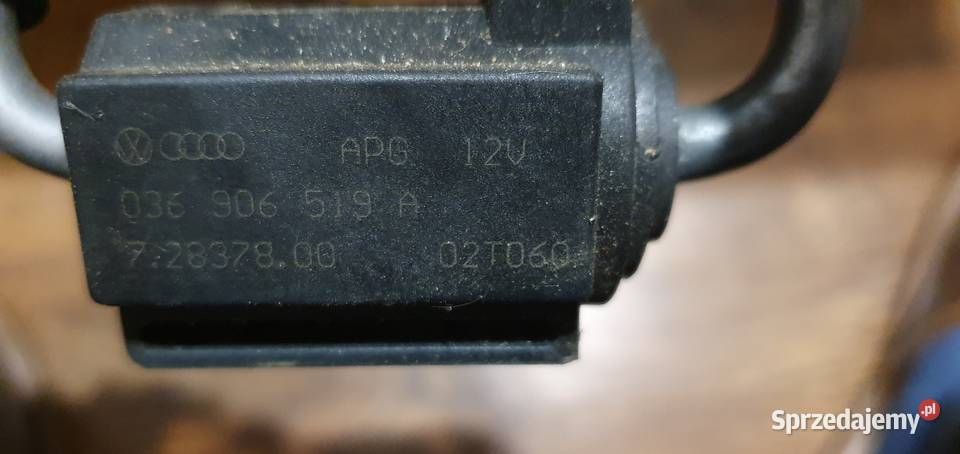 APG 12V
036 906 519 A
7.28378.00 02T060
Sprzedajemy.pl